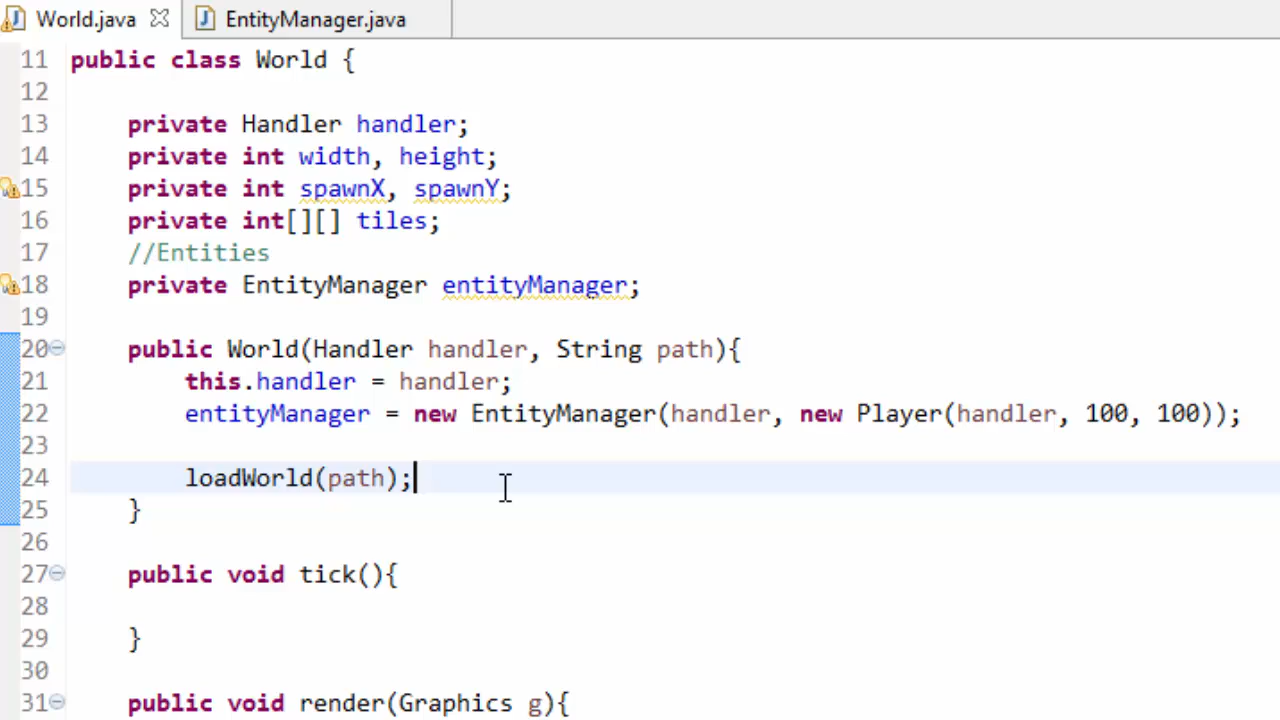 World.java EntityManager.java
11 public class World {
12
13 private Handler handler;
14 private int width, height;
15 private int spawnX, spawnY;
16 private int[][] tiles;
17 //Entities
18 private EntityManager entityManager;
19
20 public World(Handler handler, String path){
21 this.handler = handler;
22 entityManager = new EntityManager(handler, new Player(handler, 100, 100));
23
24 loadWorld(path);
25 }
26
27 public void tick(){
28
29 }
30
31 public void render(Graphics g){